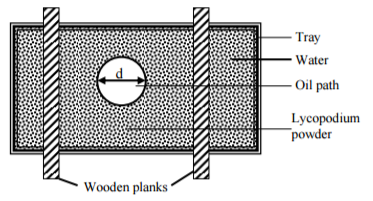 Tray
Water
d
Oil path
Lycopodium
powder
Wooden planks